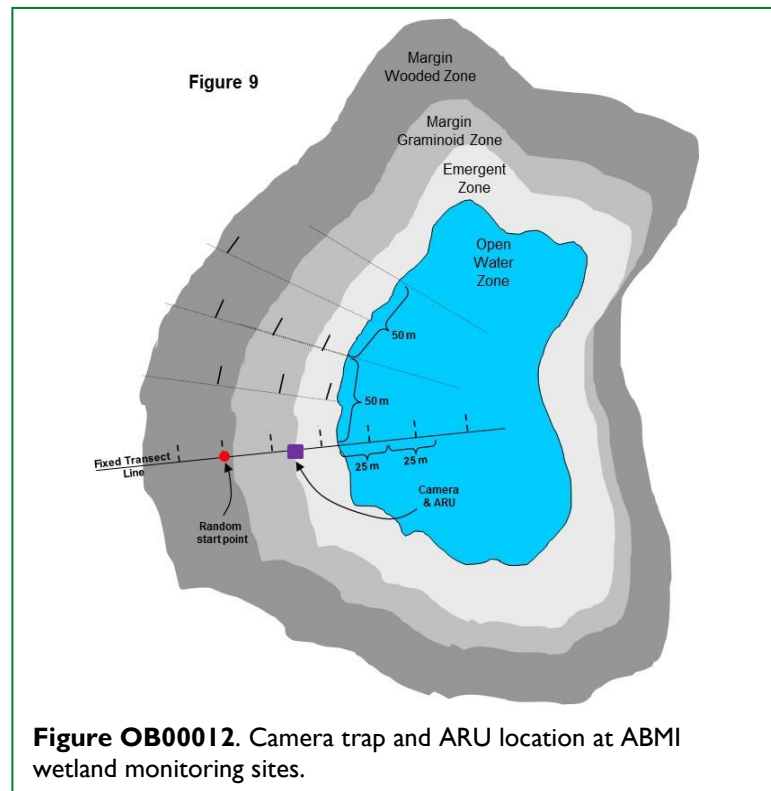 Figure 9
Margin
Wooded Zone
Margin
Graminoid Zone
Emergent
Zone
Open
Water
Zone
50 m
50 m
Fixed Transect
Line
25 m
25 m
Random
start point
Camera
& ARU
Figure OB00012. Camera trap and ARU location at ABMI
wetland monitoring sites.